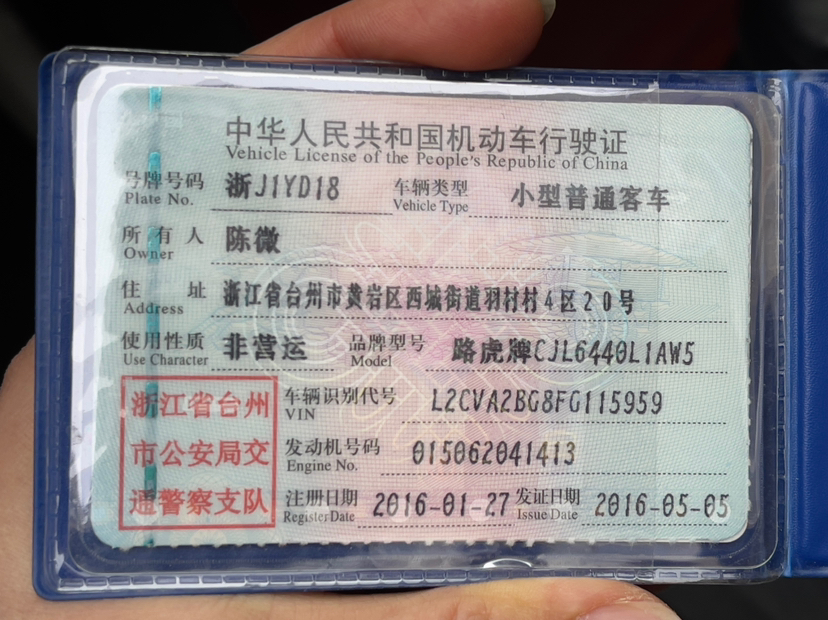 中华人民共和国机动车行驶证
Vehicle License of the People's Republic of China
号牌号码 浙J1YD18 车辆类型 小型普通客车
Plate No. Vehicle Type
所有人 陈微
Owner
住址 浙江省台州市黄岩区西城街道羽村村4区20号
Address
使用性质 非营运 品牌型号 路虎牌CJL6440L1AW5
Use Character Model
浙江省台州
市公安局交
通警察支队
车辆识别代号 L2CVA2BG8FG115959
VIN
发动机号码 015062041413
Engine No.
注册日期 2016-01-27 发证日期 2016-05-05
Register Date Issue Date